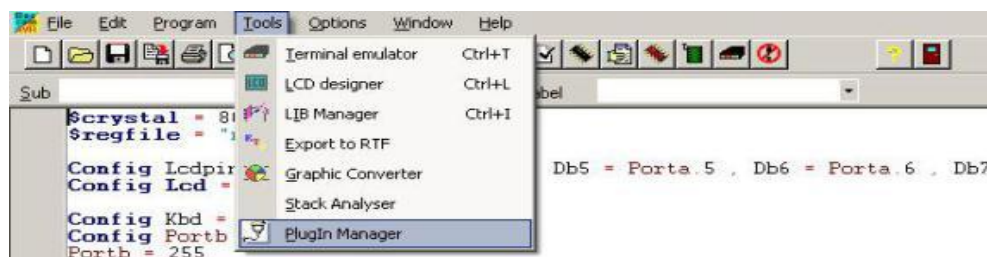 File Edit Program Tools Options Window Help
Terminal emulator Ctrl+T
LCD designer Ctrl+L
Sub
LIB Manager Ctrl+I
$crystal = 8
$regfile = "
Export to RTF
Config Lcdpin Graphic Converter Db5 = Porta.5 , Db6 = Porta.6 , Db7
Config Lcd =
Stack Analyser
Config Kbd =
Config Portb PlugIn Manager
Portb = 255